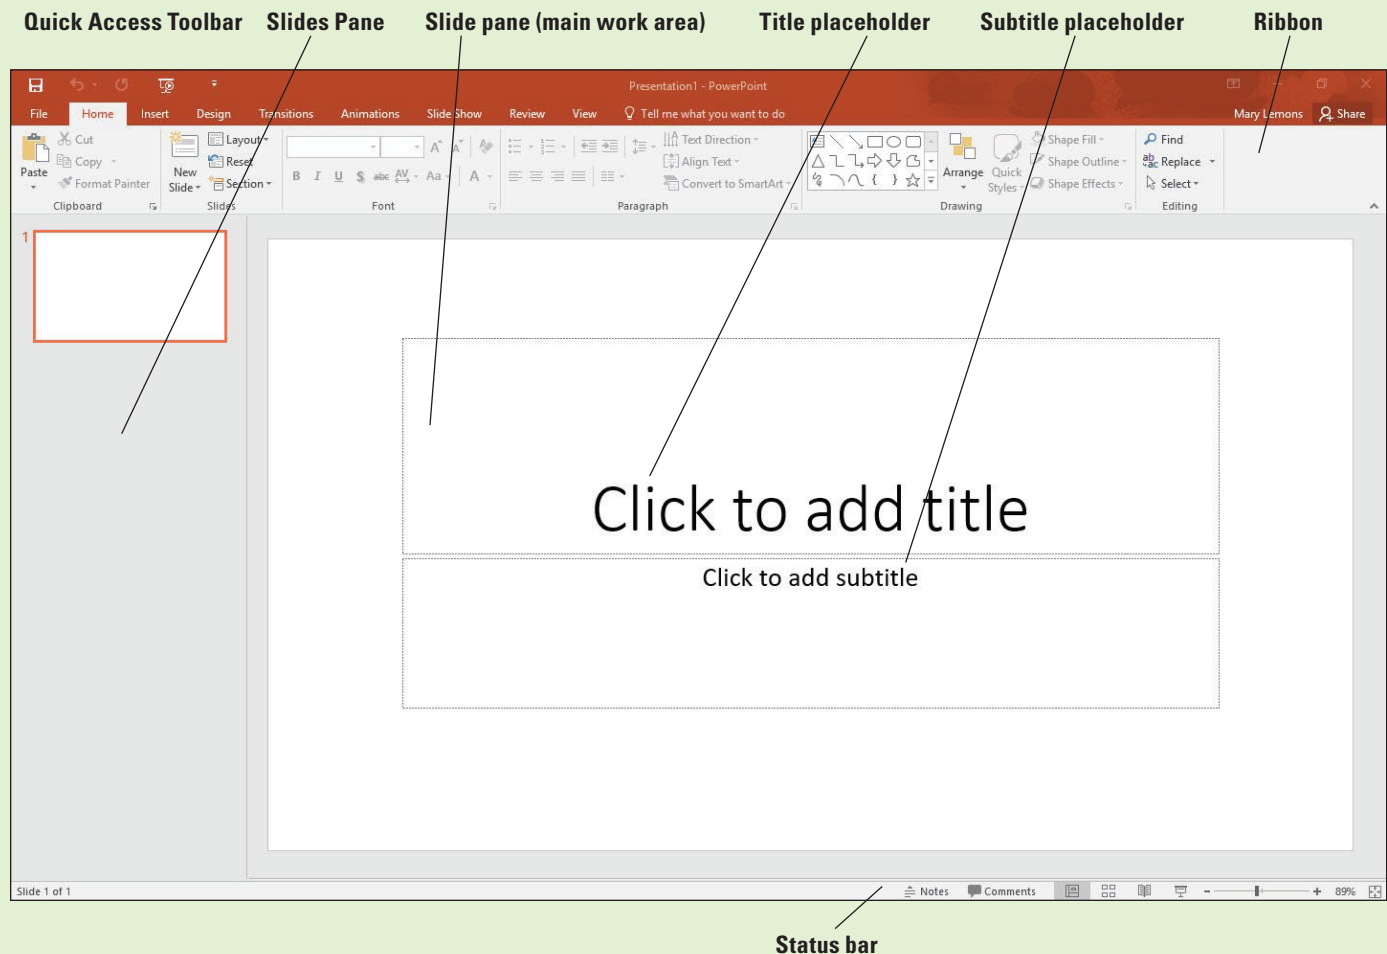 Quick Access Toolbar Slides Pane Slide pane (main work area) Title placeholder Subtitle placeholder Ribbon
Presentation1 - PowerPoint
File Home Insert Design Transitions Animations Slide Show Review View Tell me what you want to do Mary Lemons Share
Cut Layout Text Direction Shape Fill Find
Paste Copy New Slide Reset Align Text Arrange Quick Styles Shape Outline Replace
Format Painter Section B I U S abc AV Aa A Convert to SmartArt Shape Effects Select
Clipboard Slides Font Paragraph Drawing Editing
1
Click to add title
Click to add subtitle
Slide 1 of 1 Notes Comments - + 89%
Status bar